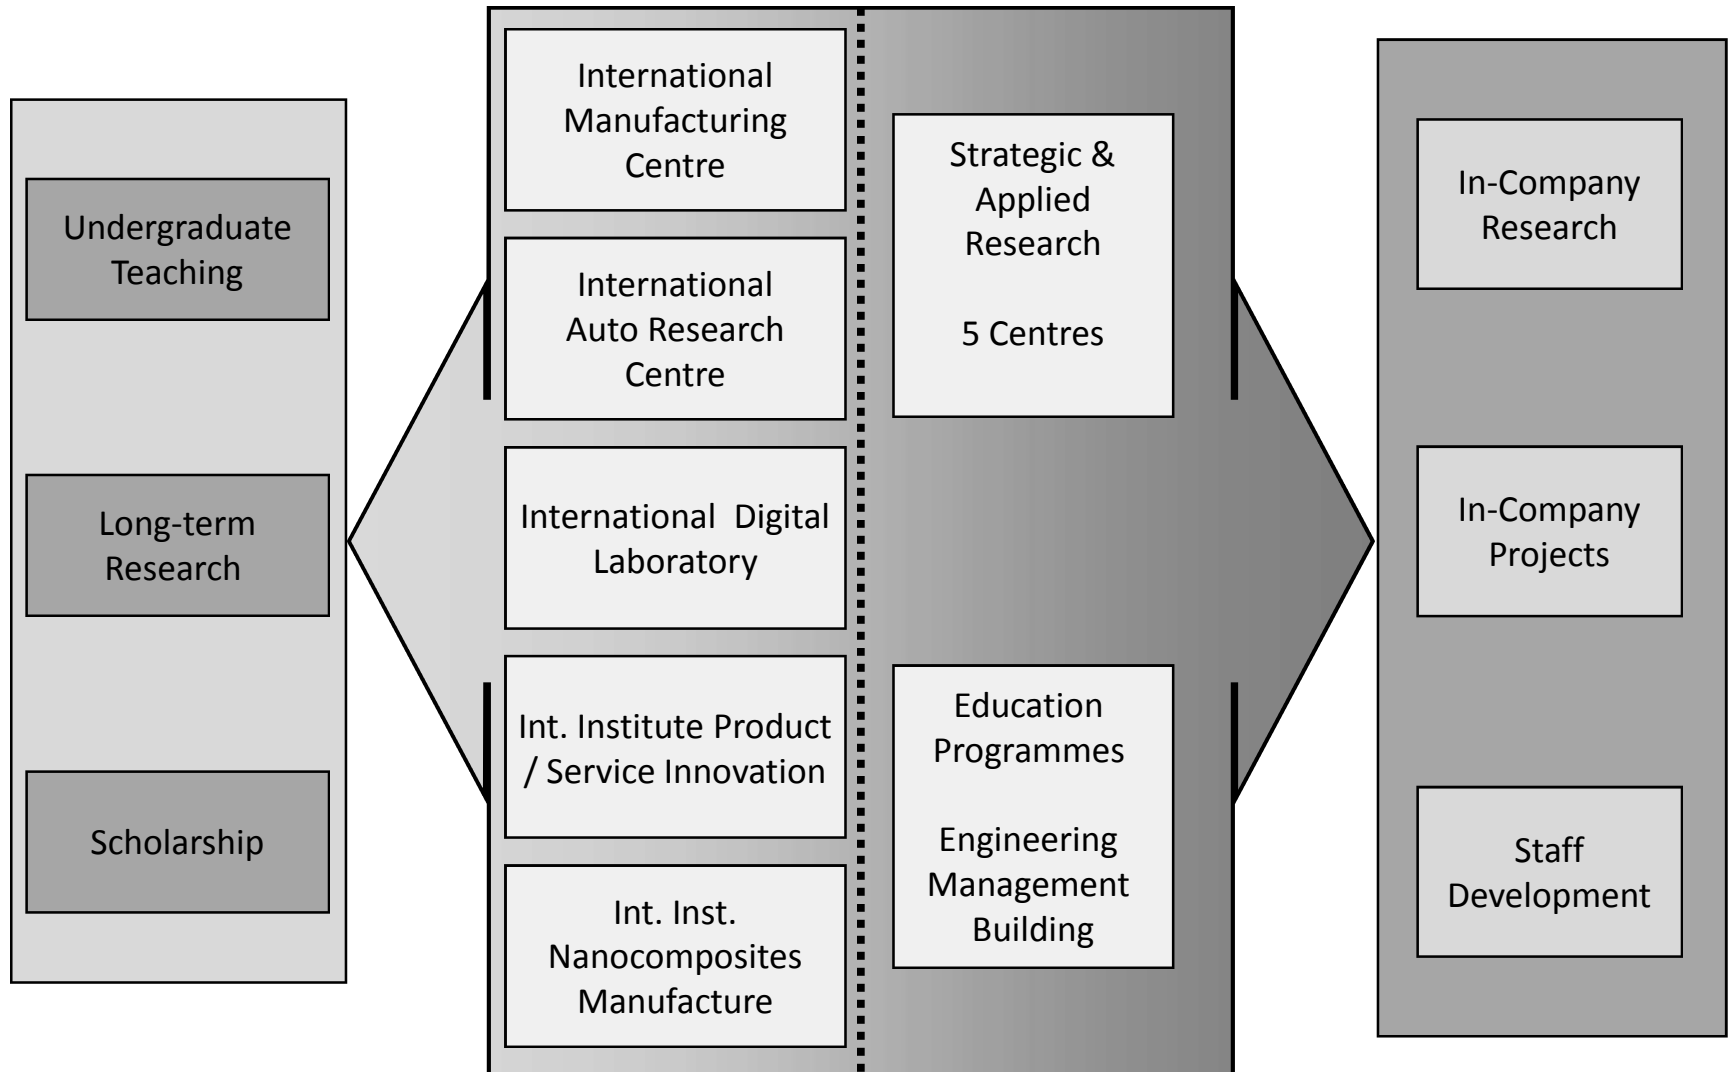 Undergraduate
Teaching
Long-term
Research
Scholarship
International
Manufacturing
Centre
International
Auto Research
Centre
International  Digital
Laboratory
Int. Institute Product
/ Service Innovation
Int. Inst.
Nanocomposites
Manufacture
Strategic &
Applied
Research
5 Centres
Education
Programmes
Engineering
Management
Building
In-Company
Research
In-Company
Projects
Staff
Development